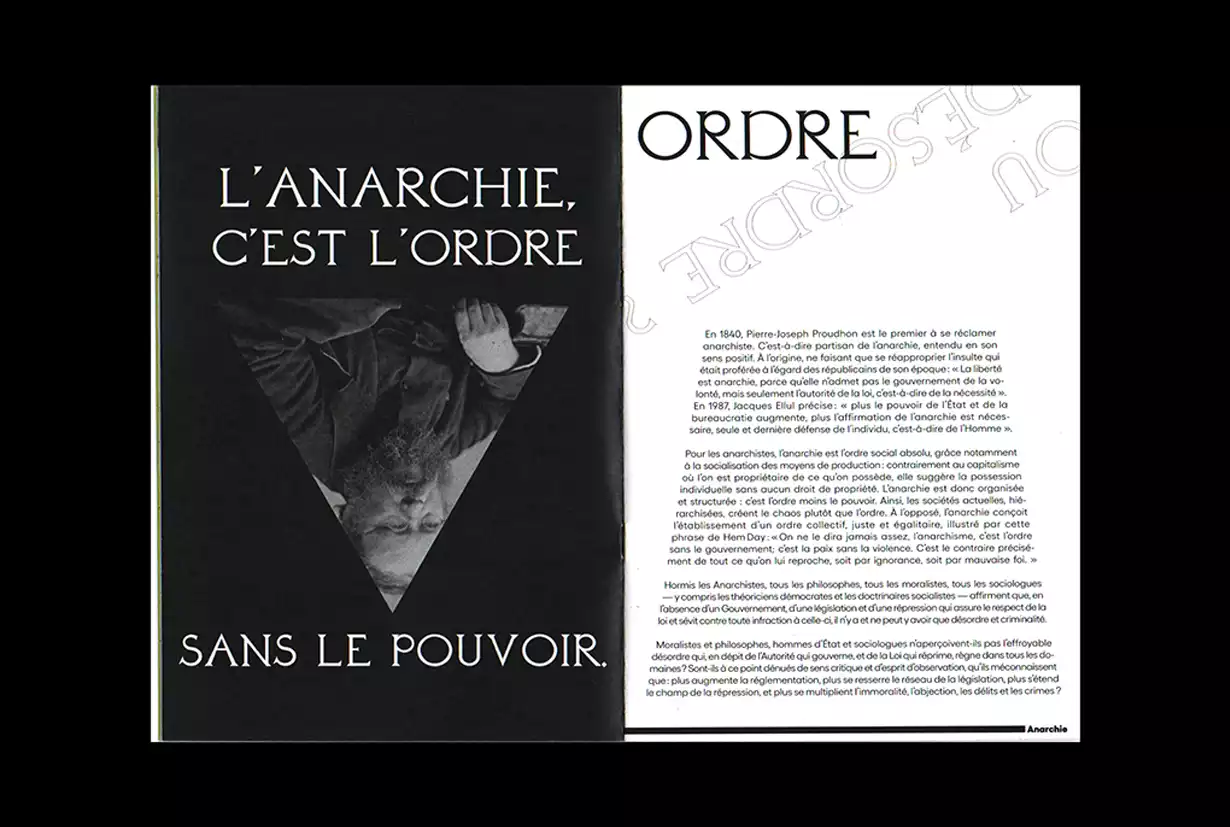 L'ANARCHIE,
C'EST L'ORDRE
SANS LE POUVOIR.
ORDRE
OU
DÉSORDRE ?
En 1840, Pierre-Joseph Proudhon est le premier à se réclamer
anarchiste. C'est-à-dire partisan de l'anarchie, entendu en son
sens positif. À l'origine, ne faisant que se réapproprier l'insulte qui
était proférée à l'égard des républicains de son époque : « La liberté
est anarchie, parce qu'elle n'admet pas le gouvernement de la vo-
lonté, mais seulement l'autorité de la loi, c'est-à-dire de la nécessité ».
En 1987, Jacques Ellul précise : « plus le pouvoir de l'État et de la
bureaucratie augmente, plus l'affirmation de l'anarchie est néces-
saire, seule et dernière défense de l'individu, c'est-à-dire de l'Homme ».
Pour les anarchistes, l'anarchie est l'ordre social absolu, grâce notamment
à la socialisation des moyens de production : contrairement au capitalisme
où l'on est propriétaire de ce qu'on possède, elle suggère la possession
individuelle sans aucun droit de propriété. L'anarchie est donc organisée
et structurée : c'est l'ordre moins le pouvoir. Ainsi, les sociétés actuelles, hié-
rarchisées, créent le chaos plutôt que l'ordre. À l'opposé, l'anarchie conçoit
l'établissement d'un ordre collectif, juste et égalitaire, illustré par cette
phrase de Hem Day : « On ne le dira jamais assez, l'anarchisme, c'est l'ordre
sans le gouvernement; c'est la paix sans la violence. C'est le contraire précisé-
ment de tout ce qu'on lui reproche, soit par ignorance, soit par mauvaise foi. »
Hormis les Anarchistes, tous les philosophes, tous les moralistes, tous les sociologues
— y compris les théoriciens démocrates et les doctrinaires socialistes — affirment que, en
l'absence d'un Gouvernement, d'une législation et d'une répression qui assure le respect de la
loi et sévit contre toute infraction à celle-ci, il n'y a et ne peut y avoir que désordre et criminalité.
Moralistes et philosophes, hommes d'État et sociologues n'aperçoivent-ils pas l'effroyable
désordre qui, en dépit de l'Autorité qui gouverne, et de la Loi qui réprime, règne dans tous les do-
maines ? Sont-ils à ce point dénués de sens critique et d'esprit d'observation, qu'ils méconnaissent
que : plus augmente la réglementation, plus se resserre le réseau de la législation, plus s'étend
le champ de la répression, et plus se multiplient l'immoralité, l'abjection, les délits et les crimes ?
Anarchie